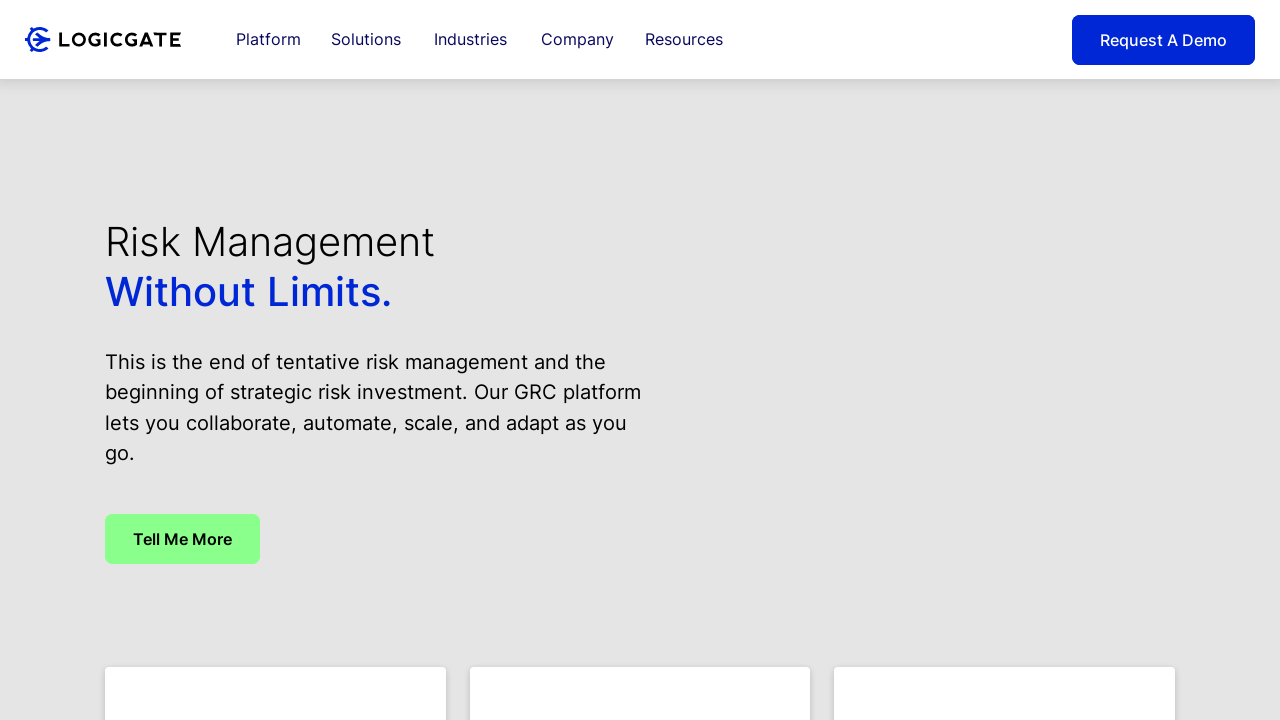 LOGICGATE
Platform
Solutions
Industries
Company
Resources
Request A Demo
Risk Management
Without Limits.
This is the end of tentative risk management and the
beginning of strategic risk investment. Our GRC platform
lets you collaborate, automate, scale, and adapt as you
go.
Tell Me More